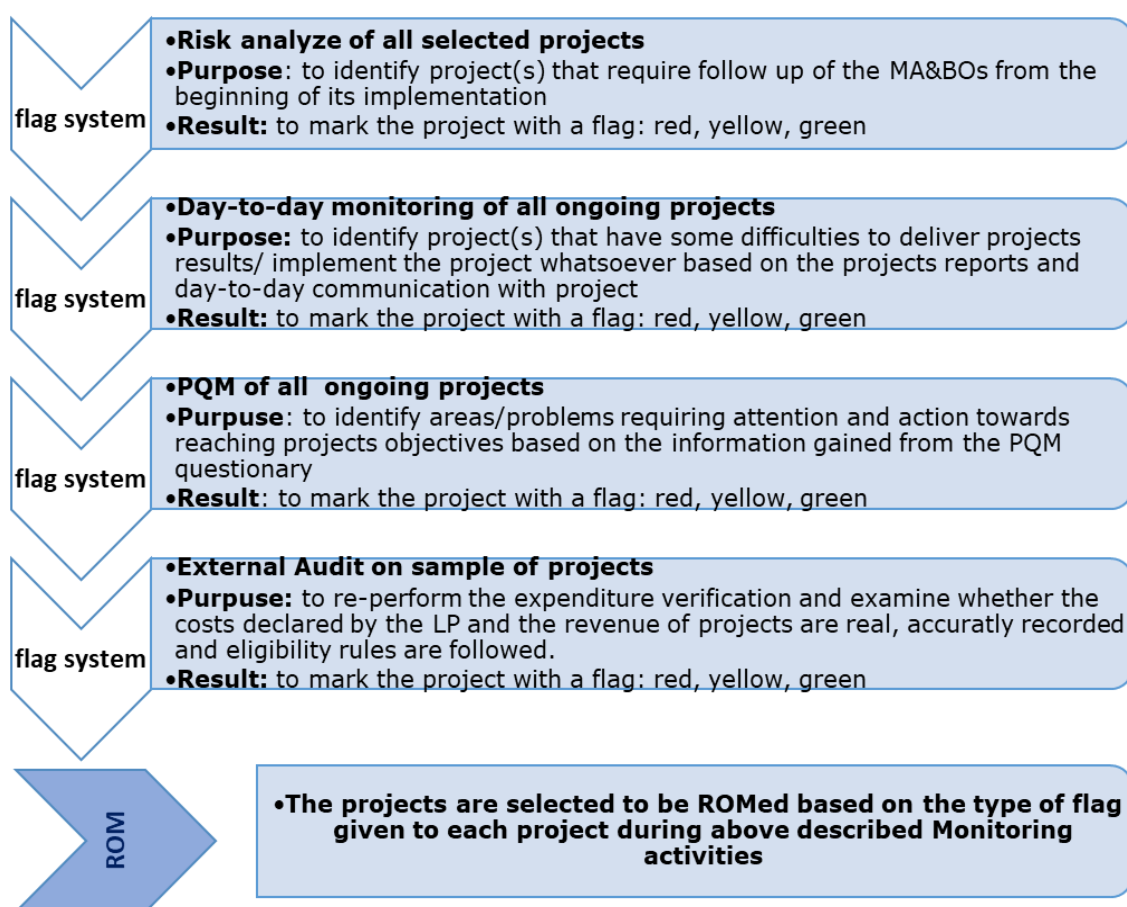 •Risk analyze of all selected projects
•Purpose: to identify project(s) that require follow up of the MA&BOs from the
beginning of its implementation
•Result: to mark the project with a flag: red, yellow, green
flag system
•Day-to-day monitoring of all ongoing projects
•Purpose: to identify project(s) that have some difficulties to deliver projects
results/ implement the project whatsoever based on the projects reports and
day-to-day communication with project
•Result: to mark the project with a flag: red, yellow, green
flag system
•PQM of all ongoing projects
•Purpuse: to identify areas/problems requiring attention and action towards
reaching projects objectives based on the information gained from the PQM
questionary
•Result: to mark the project with a flag: red, yellow, green
flag system
•External Audit on sample of projects
•Purpuse: to re-perform the expenditure verification and examine whether the
costs declared by the LP and the revenue of projects are real, accuratly recorded
and eligibility rules are followed.
•Result: to mark the project with a flag: red, yellow, green
flag system
ROM
•The projects are selected to be ROMed based on the type of flag
given to each project during above described Monitoring
activities